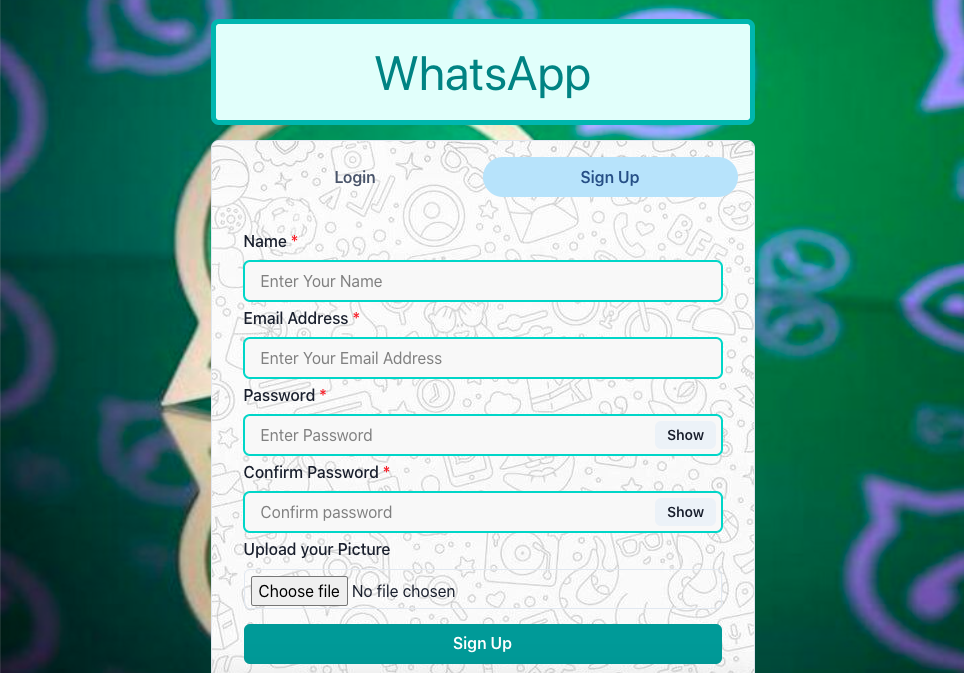 WhatsApp
Login Sign Up
Name *
Enter Your Name
Email Address *
Enter Your Email Address
Password *
Enter Password Show
Confirm Password *
Confirm password Show
Upload your Picture
Choose file No file chosen
Sign Up
BFF